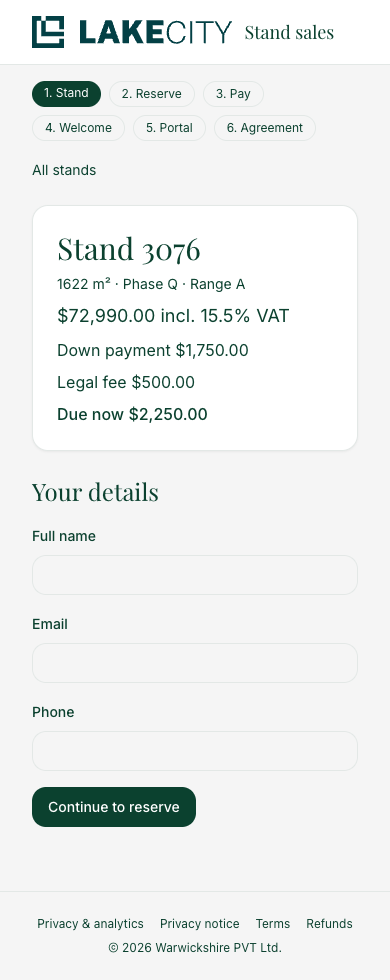 LAKECITY Stand sales
1. Stand
2. Reserve
3. Pay
4. Welcome
5. Portal
6. Agreement
All stands
Stand 3076
1622 m² · Phase Q · Range A
$72,990.00 incl. 15.5% VAT
Down payment $1,750.00
Legal fee $500.00
Due now $2,250.00
Your details
Full name
Email
Phone
Continue to reserve
Privacy & analytics Privacy notice Terms Refunds
© 2026 Warwickshire PVT Ltd.